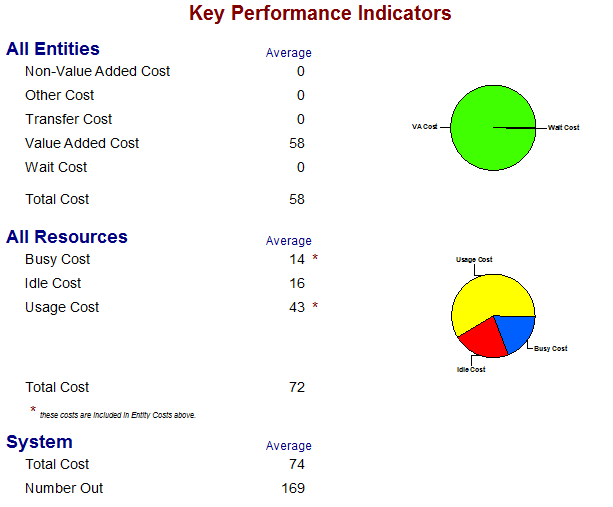 Key Performance Indicators
All Entities Average
Non-Value Added Cost 0
Other Cost 0
Transfer Cost 0
Value Added Cost 58
Wait Cost 0
Total Cost 58
VA Cost
Wait Cost
All Resources Average
Busy Cost 14 *
Idle Cost 16
Usage Cost 43 *
Usage Cost
Busy Cost
Idle Cost
Total Cost 72
* these costs are included in Entity Costs above.
System Average
Total Cost 74
Number Out 169